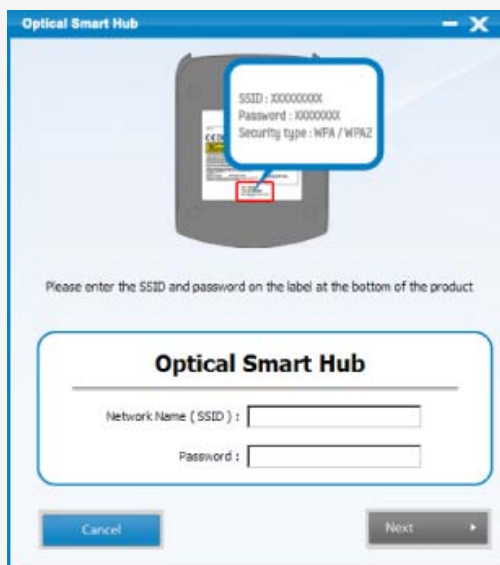 Optical Smart Hub
SSID : XXXXXXXXX
Password : XXXXXXXX
Security type : WPA / WPA2
Please enter the SSID and password on the label at the bottom of the product
Optical Smart Hub
Network Name ( SSID ) :
Password :
Cancel
Next